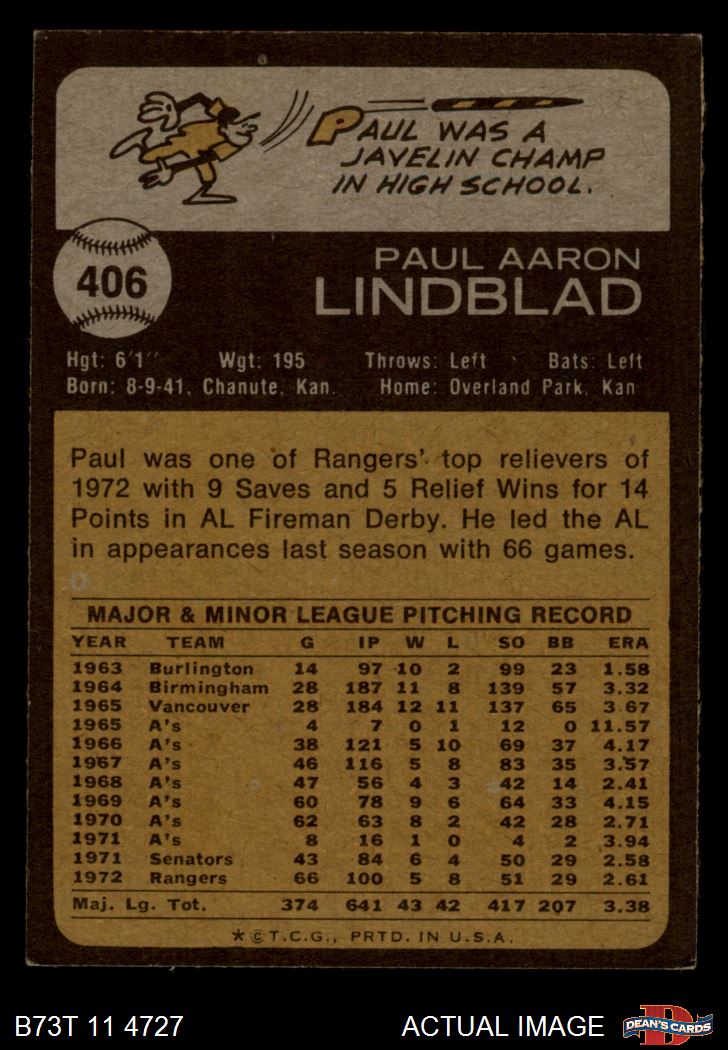 PAUL WAS A
JAVELIN CHAMP
IN HIGH SCHOOL.
406
PAUL AARON
LINDBLAD
Hgt: 6'1" Wgt: 195 Throws: Left Bats: Left
Born: 8-9-41, Chanute, Kan. Home: Overland Park, Kan
Paul was one of Rangers' top relievers of
1972 with 9 Saves and 5 Relief Wins for 14
Points in AL Fireman Derby. He led the AL
in appearances last season with 66 games.
MAJOR & MINOR LEAGUE PITCHING RECORD
YEAR TEAM G IP W L SO BB ERA
1963 Burlington 14 97 10 2 99 23 1.58
1964 Birmingham 28 187 11 8 139 57 3.32
1965 Vancouver 28 184 12 11 137 65 3.67
1965 A's 4 7 0 1 12 0 11.57
1966 A's 38 121 5 10 69 37 4.17
1967 A's 46 116 5 8 83 35 3.57
1968 A's 47 56 4 3 42 14 2.41
1969 A's 60 78 9 6 64 33 4.15
1970 A's 62 63 8 2 42 28 2.71
1971 A's 8 16 1 0 4 2 3.94
1971 Senators 43 84 6 4 50 29 2.58
1972 Rangers 66 100 5 8 51 29 2.61
Maj. Lg. Tot. 374 641 43 42 417 207 3.38
* © T.C.G., PRTD. IN U.S.A.
B73T 11 4727 ACTUAL IMAGE D DEAN'S CARDS